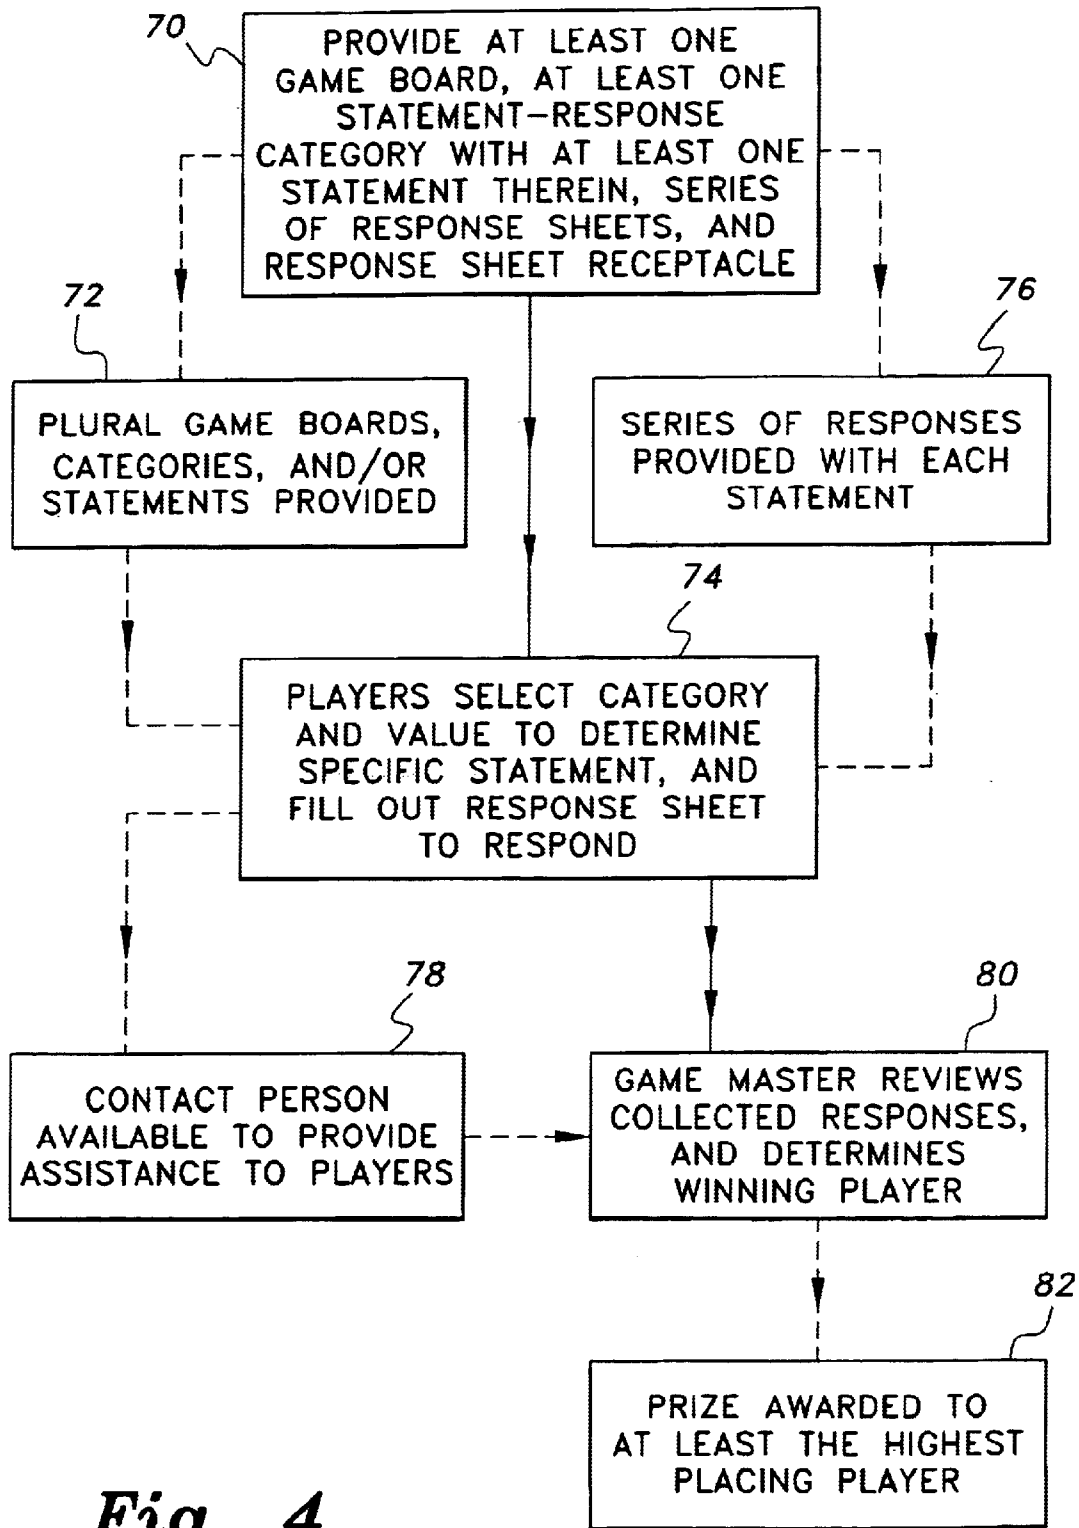 70
PROVIDE AT LEAST ONE
GAME BOARD, AT LEAST ONE
STATEMENT-RESPONSE
CATEGORY WITH AT LEAST ONE
STATEMENT THEREIN, SERIES
OF RESPONSE SHEETS, AND
RESPONSE SHEET RECEPTACLE
72
PLURAL GAME BOARDS,
CATEGORIES, AND/OR
STATEMENTS PROVIDED
76
SERIES OF RESPONSES
PROVIDED WITH EACH
STATEMENT
74
PLAYERS SELECT CATEGORY
AND VALUE TO DETERMINE
SPECIFIC STATEMENT, AND
FILL OUT RESPONSE SHEET
TO RESPOND
78
CONTACT PERSON
AVAILABLE TO PROVIDE
ASSISTANCE TO PLAYERS
80
GAME MASTER REVIEWS
COLLECTED RESPONSES,
AND DETERMINES
WINNING PLAYER
82
PRIZE AWARDED TO
AT LEAST THE HIGHEST
PLACING PLAYER
Fig. 4